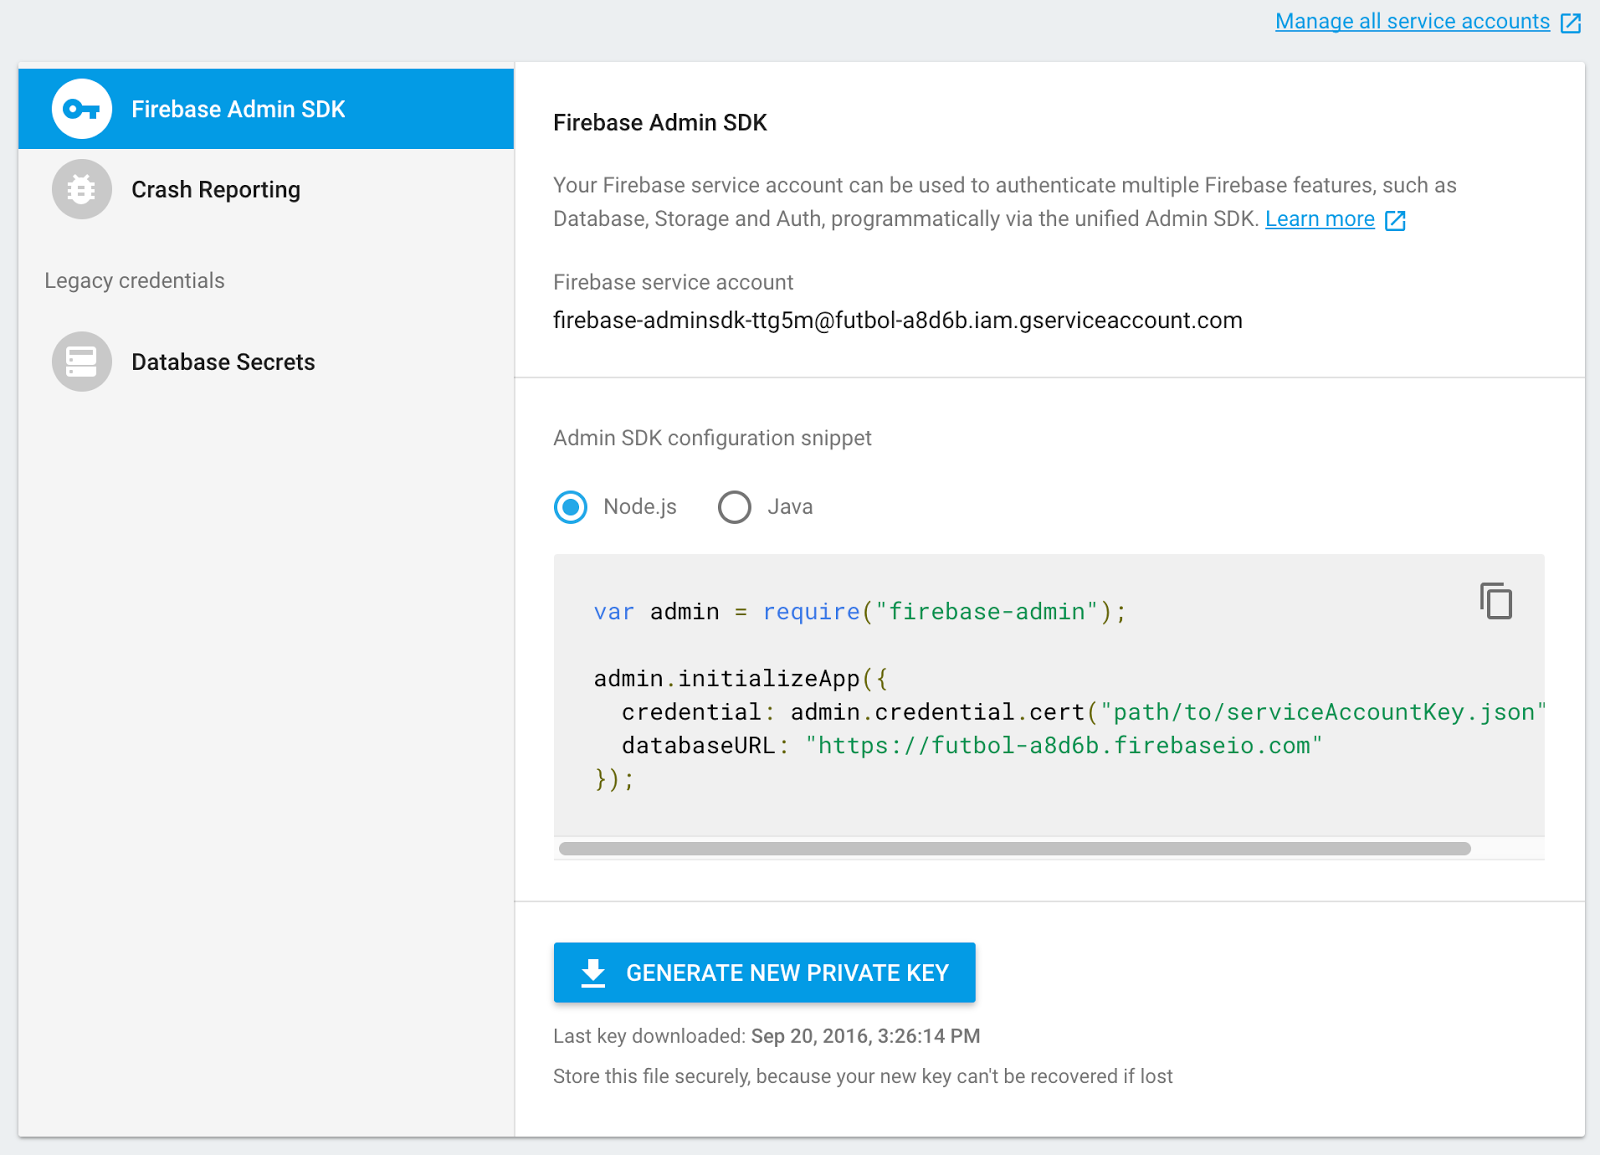 Manage all service accounts
Firebase Admin SDK
Crash Reporting
Legacy credentials
Database Secrets
Firebase Admin SDK
Your Firebase service account can be used to authenticate multiple Firebase features, such as
Database, Storage and Auth, programmatically via the unified Admin SDK. Learn more
Firebase service account
firebase-adminsdk-ttg5m@futbol-a8d6b.iam.gserviceaccount.com
Admin SDK configuration snippet
Node.js Java
var admin = require("firebase-admin");
admin.initializeApp({
  credential: admin.credential.cert("path/to/serviceAccountKey.json"
  databaseURL: "https://futbol-a8d6b.firebaseio.com"
});
GENERATE NEW PRIVATE KEY
Last key downloaded: Sep 20, 2016, 3:26:14 PM
Store this file securely, because your new key can't be recovered if lost